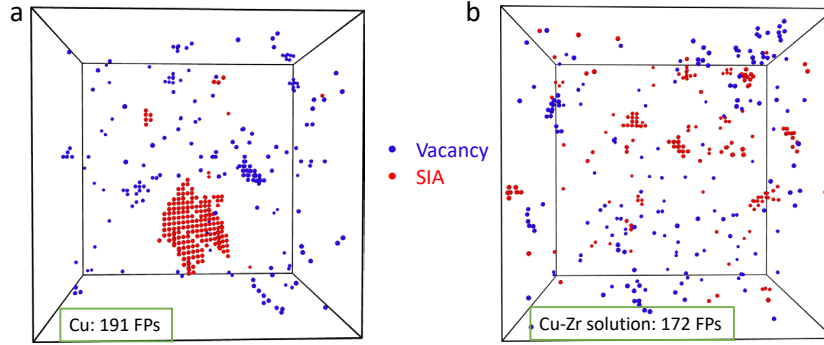 a
b
Vacancy
SIA
Cu: 191 FPs
Cu-Zr solution: 172 FPs